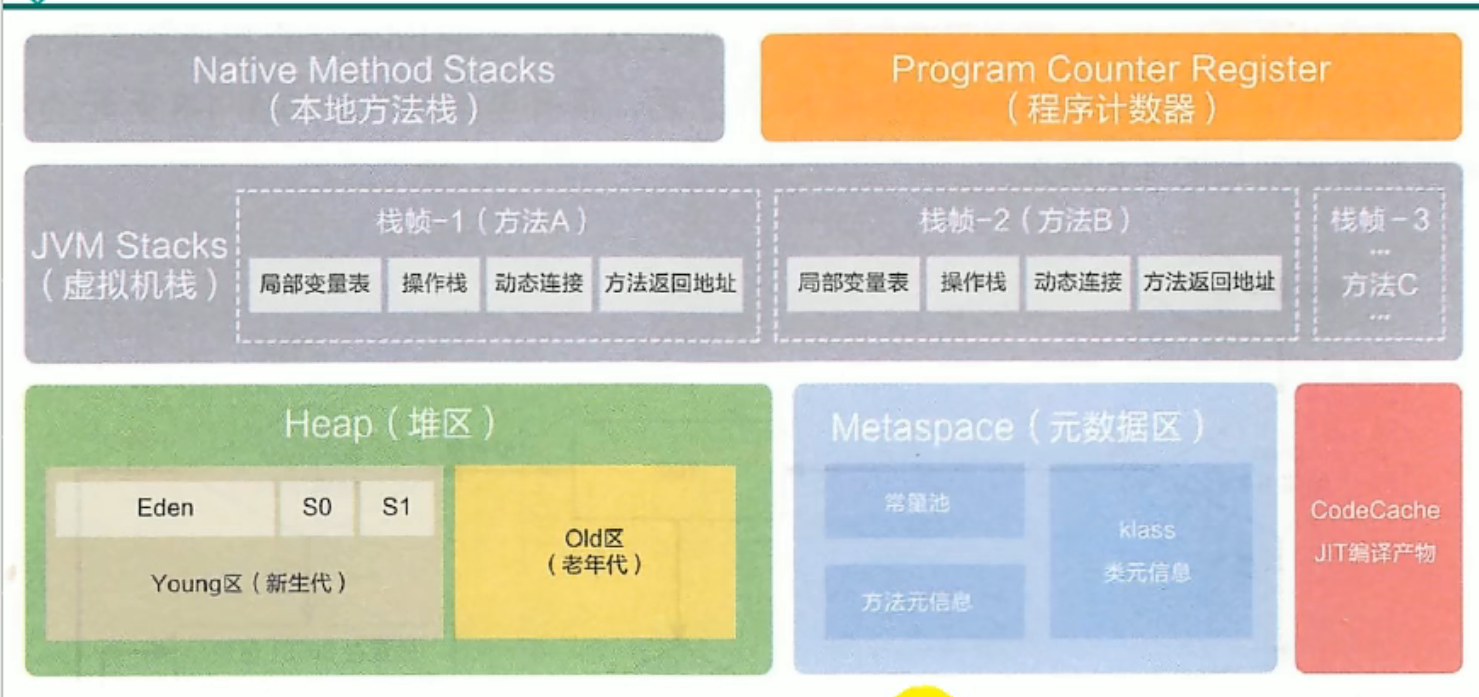 Native Method Stacks
（本地方法栈）
Program Counter Register
（程序计数器）
JVM Stacks
（虚拟机栈）
栈帧-1（方法A）
局部变量表
操作栈
动态连接
方法返回地址
栈帧-2（方法B）
局部变量表
操作栈
动态连接
方法返回地址
栈帧-3
...
方法C
...
Heap（堆区）
Eden
S0
S1
Young区（新生代）
Old区
（老年代）
Metaspace（元数据区）
常量池
方法元信息
klass
类元信息
CodeCache
JIT编译产物